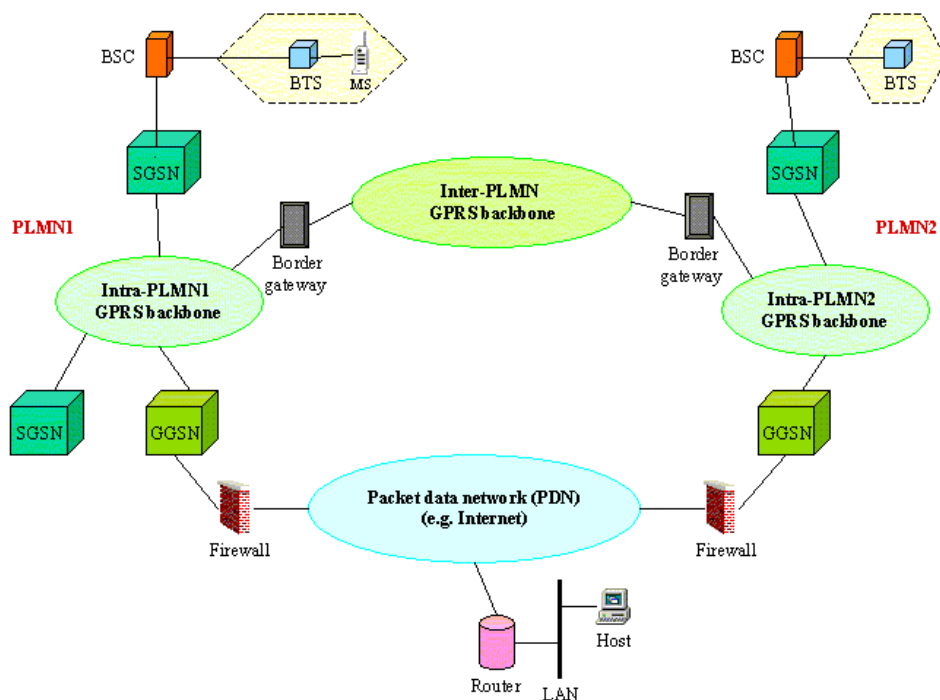 BSC
BTS
MS
BSC
BTS
SGSN
SGSN
PLMN1
Inter-PLMN
GPRS backbone
PLMN2
Border
gateway
Border
gateway
Intra-PLMN1
GPRS backbone
Intra-PLMN2
GPRS backbone
SGSN
GGSN
GGSN
Packet data network (PDN)
(e.g. Internet)
Firewall
Firewall
Host
Router
LAN